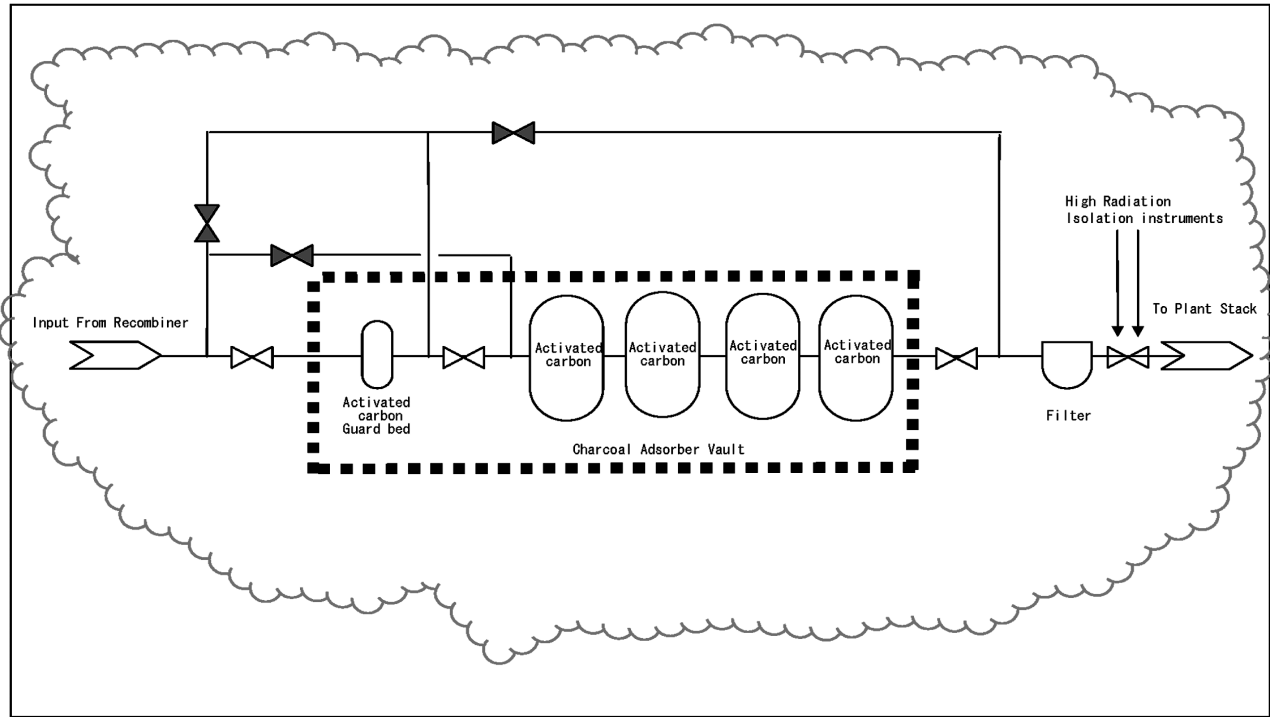 High Radiation
Isolation instruments
Input From Recombiner
To Plant Stack
Activated
carbon
Activated
carbon
Activated
carbon
Activated
carbon
Activated
carbon
Guard bed
Filter
Charcoal Adsorber Vault